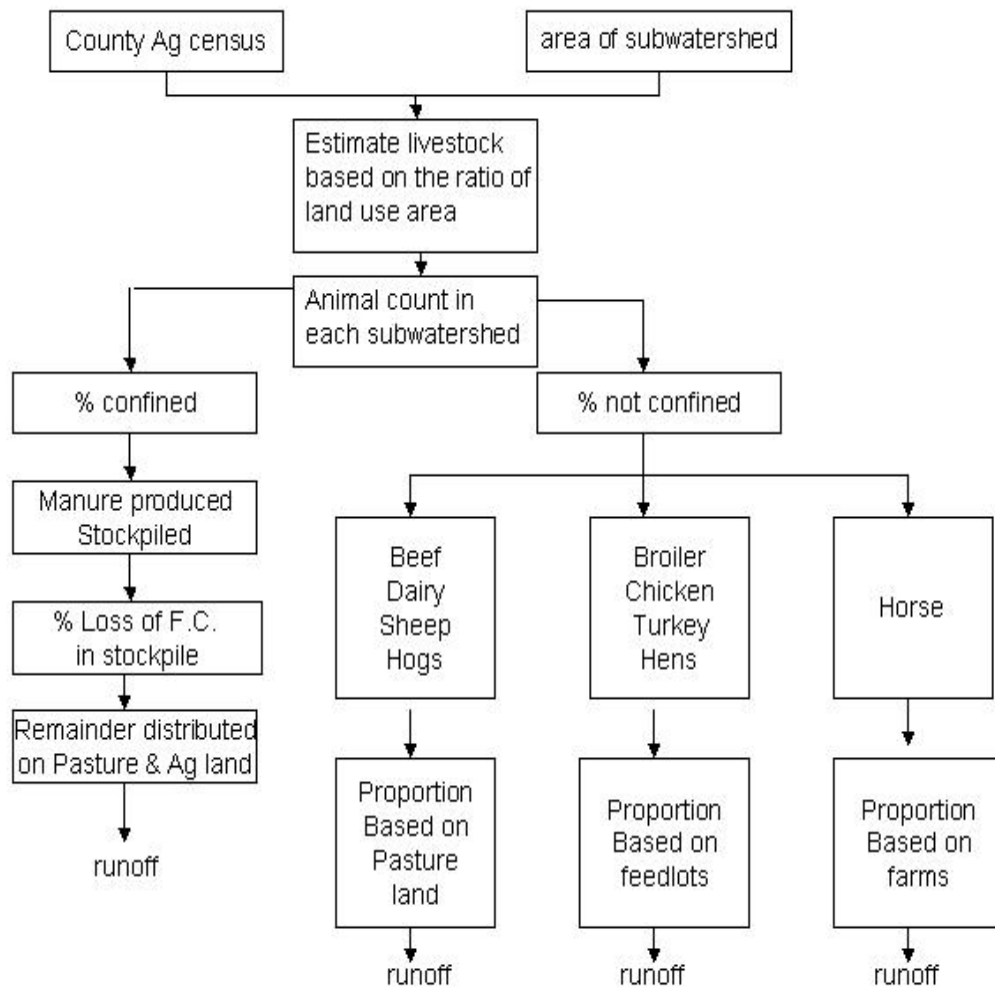 County Ag census
area of subwatershed
Estimate livestock
based on the ratio of
land use area
Animal count in
each subwatershed
% confined
% not confined
Manure produced
Stockpiled
% Loss of F.C.
in stockpile
Remainder distributed
on Pasture & Ag land
runoff
Beef
Dairy
Sheep
Hogs
Broiler
Chicken
Turkey
Hens
Horse
Proportion
Based on
Pasture
land
Proportion
Based on
feedlots
Proportion
Based on
farms
runoff
runoff
runoff